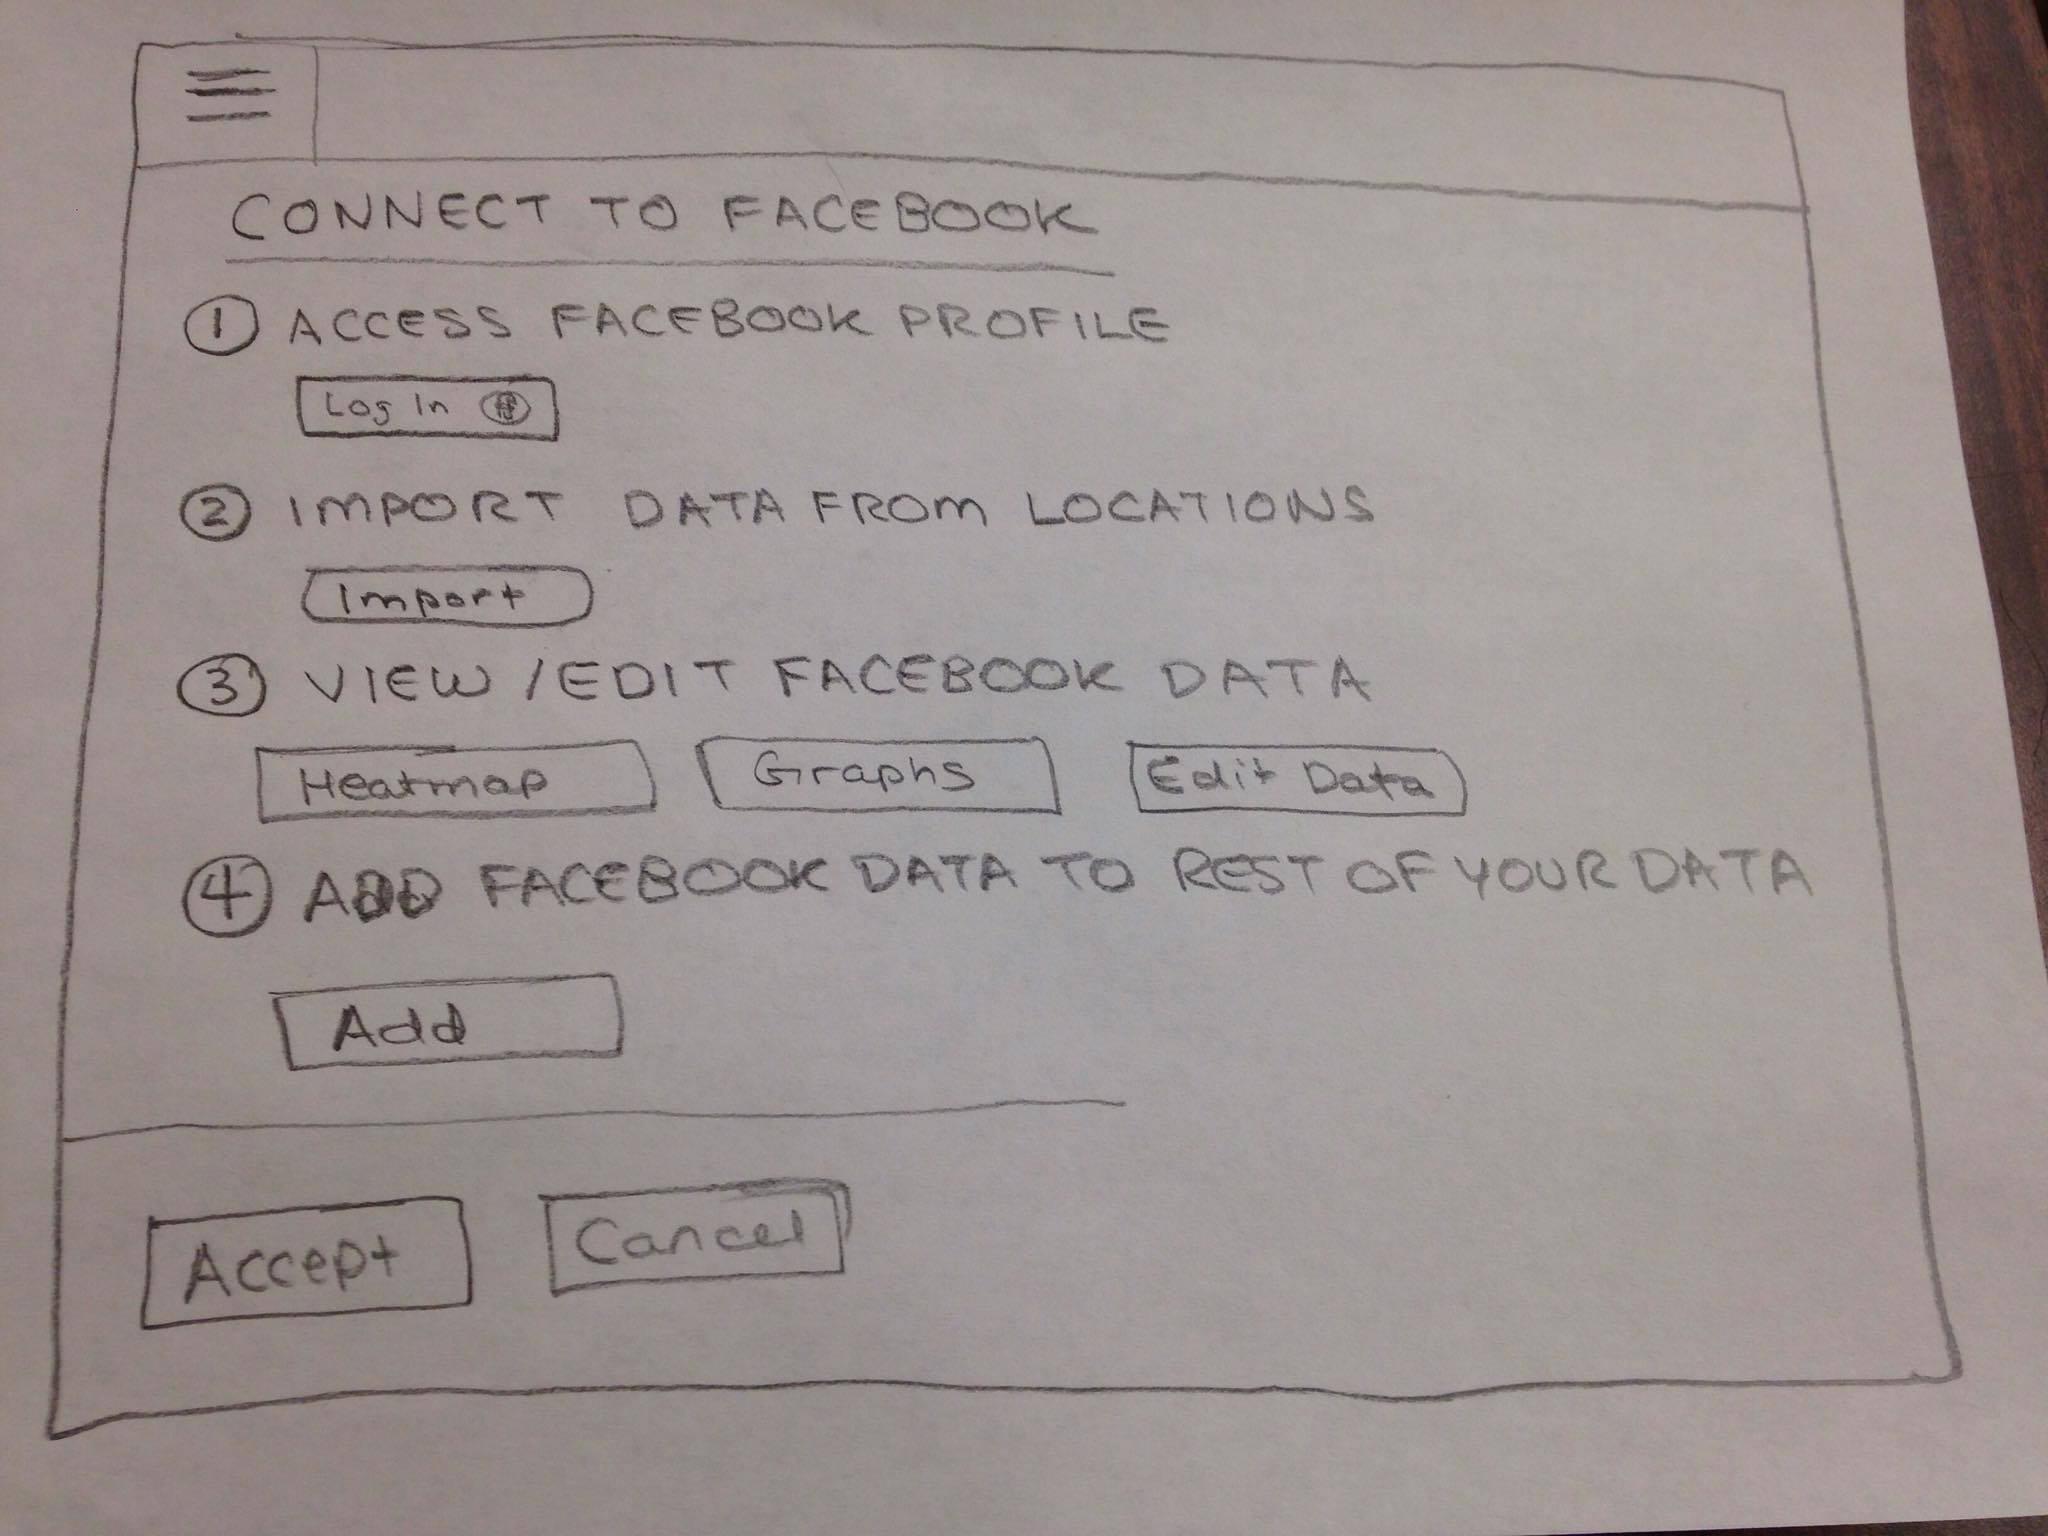 CONNECT TO FACEBOOK
1 ACCESS FACEBOOK PROFILE
Log In
2 IMPORT DATA FROM LOCATIONS
Import
3 VIEW / EDIT FACEBOOK DATA
Heatmap Graphs Edit Data
4 ADD FACEBOOK DATA TO REST OF YOUR DATA
Add
Accept Cancel